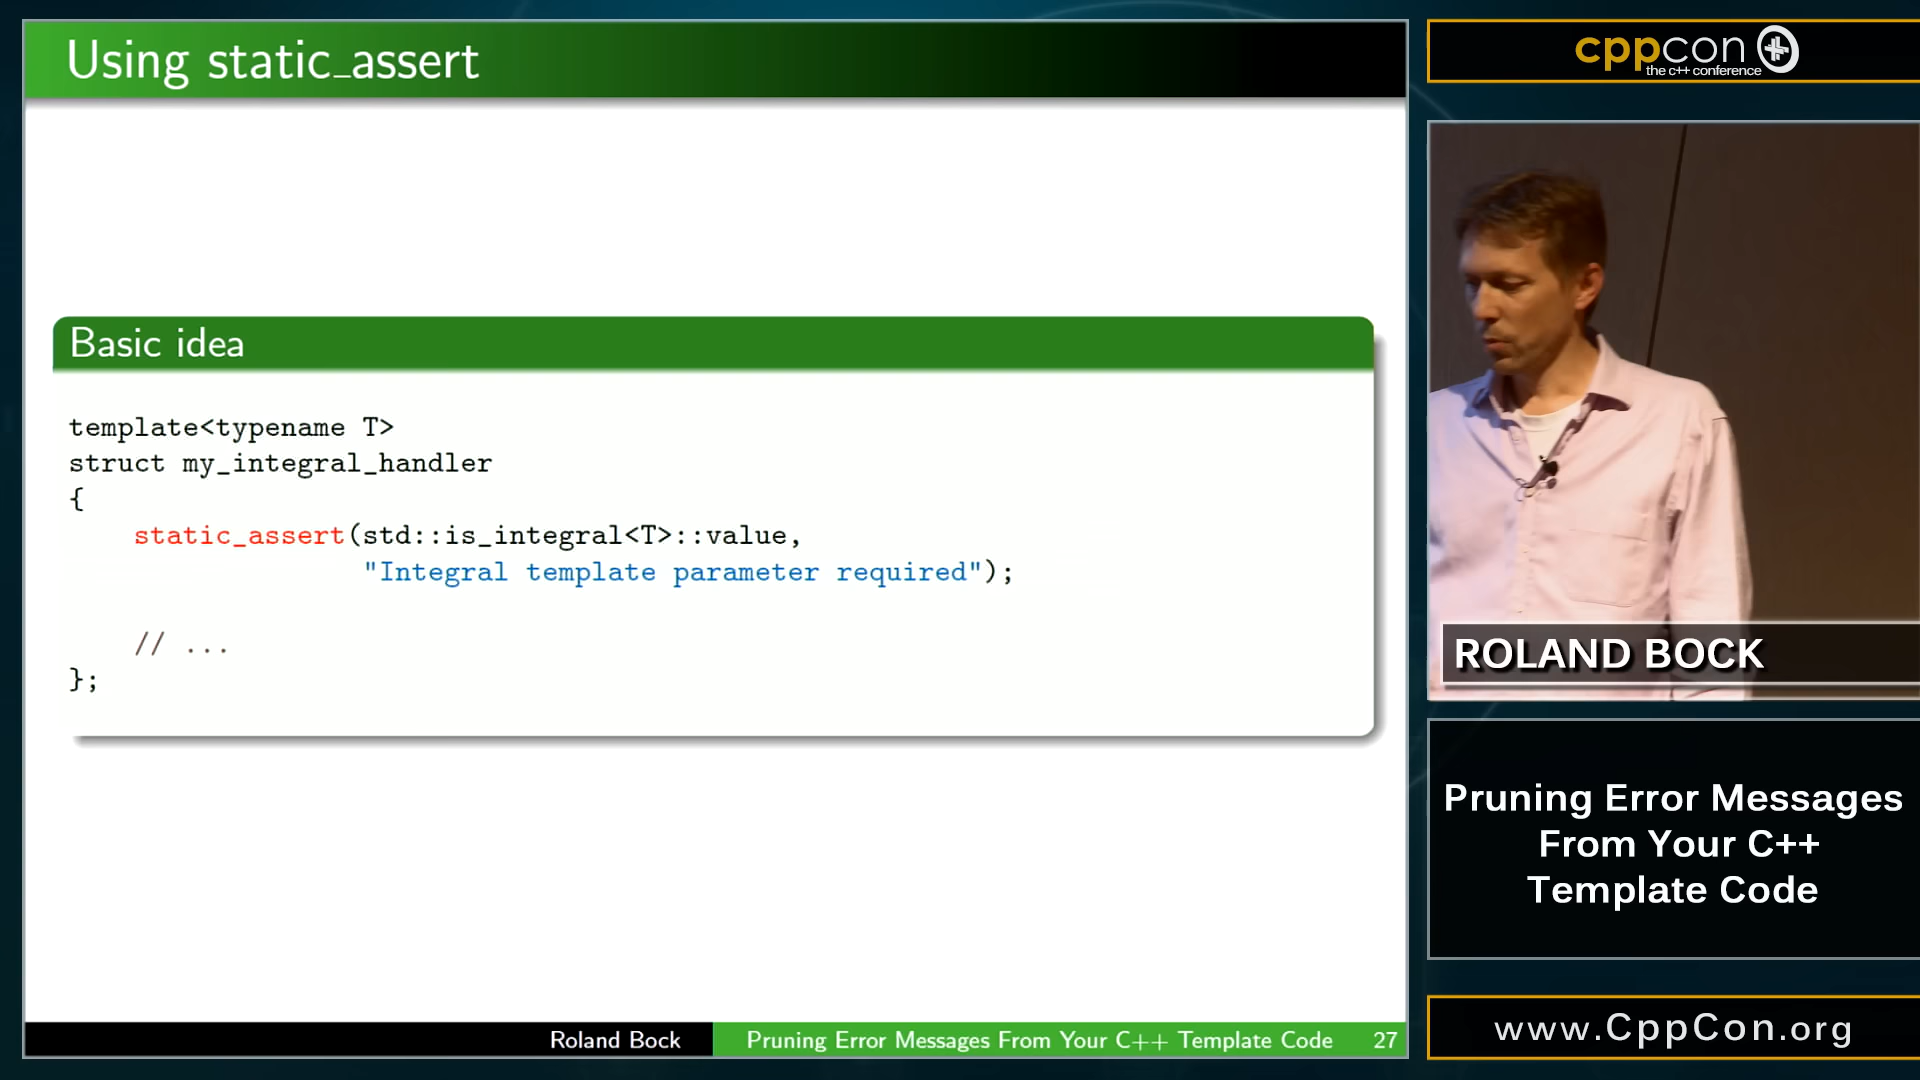 Using static_assert
Basic idea
template<typename T>
struct my_integral_handler
{
    static_assert(std::is_integral<T>::value,
                  "Integral template parameter required");
    // ...
};
Roland Bock
Pruning Error Messages From Your C++ Template Code
27
cppcon
the c++ conference
ROLAND BOCK
Pruning Error Messages
From Your C++
Template Code
www.CppCon.org